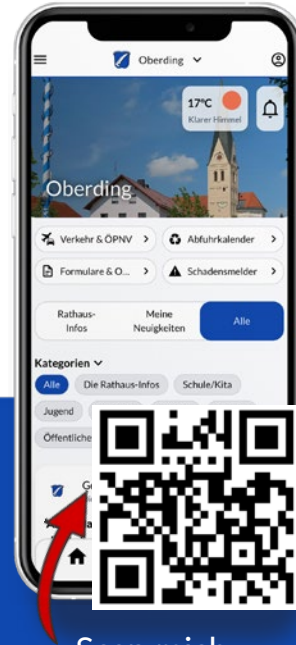 Oberding
17°C
Klarer Himmel
Oberding
Verkehr & ÖPNV
Abfuhrkalender
Formulare & O...
Schadensmelder
Rathaus-
Infos
Meine
Neuigkeiten
Alle
Kategorien
Alle
Die Rathaus-Infos
Schule/Kita
Jugend
Öffentliche